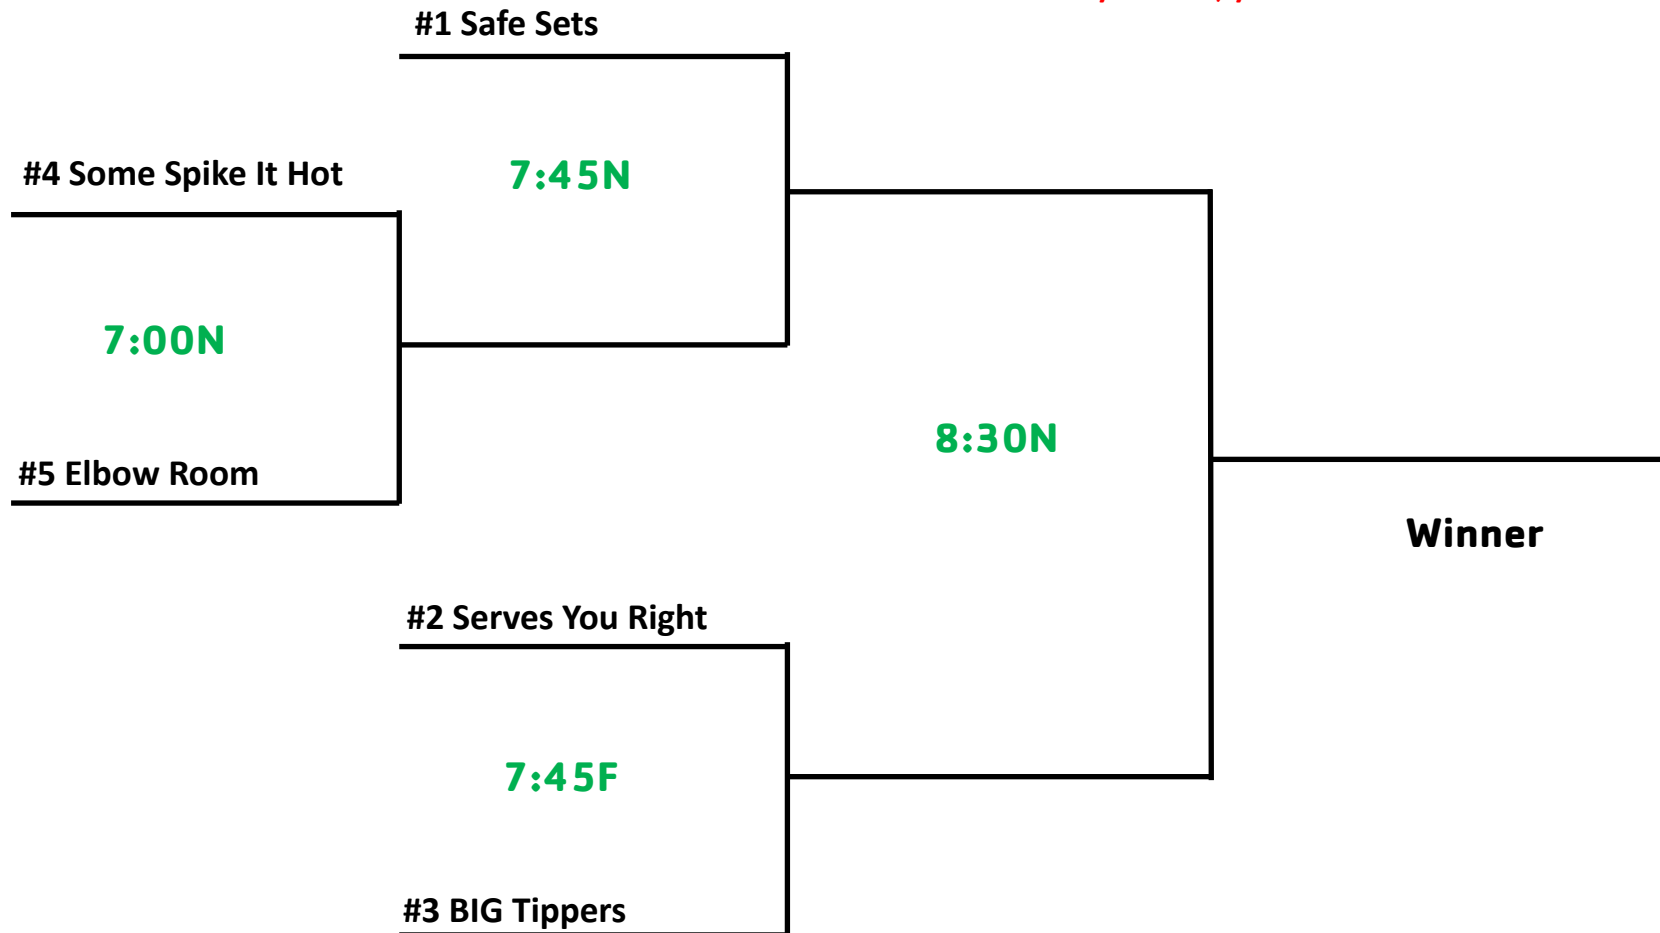 #1 Safe Sets
#4 Some Spike It Hot
7:45N
7:00N
8:30N
#5 Elbow Room
Winner
#2 Serves You Right
7:45F
#3 BIG Tippers